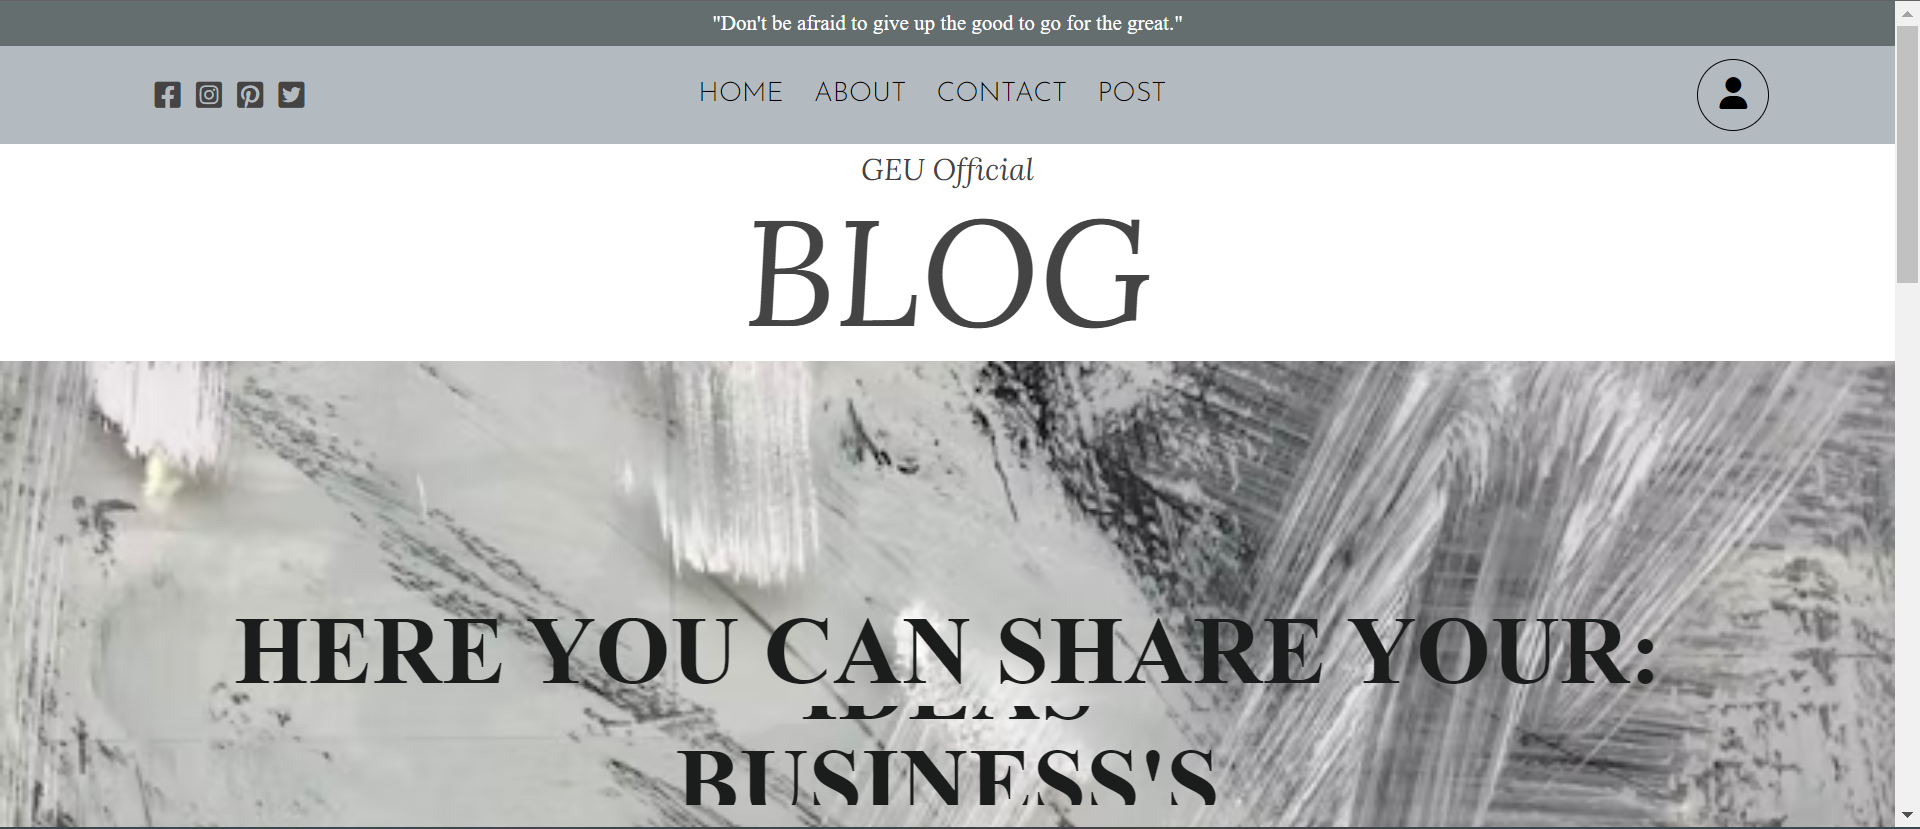 "Don't be afraid to give up the good to go for the great."
HOME ABOUT CONTACT POST
GEU Official
BLOG
HERE YOU CAN SHARE YOUR:
IDEAS
BUSINESS'S